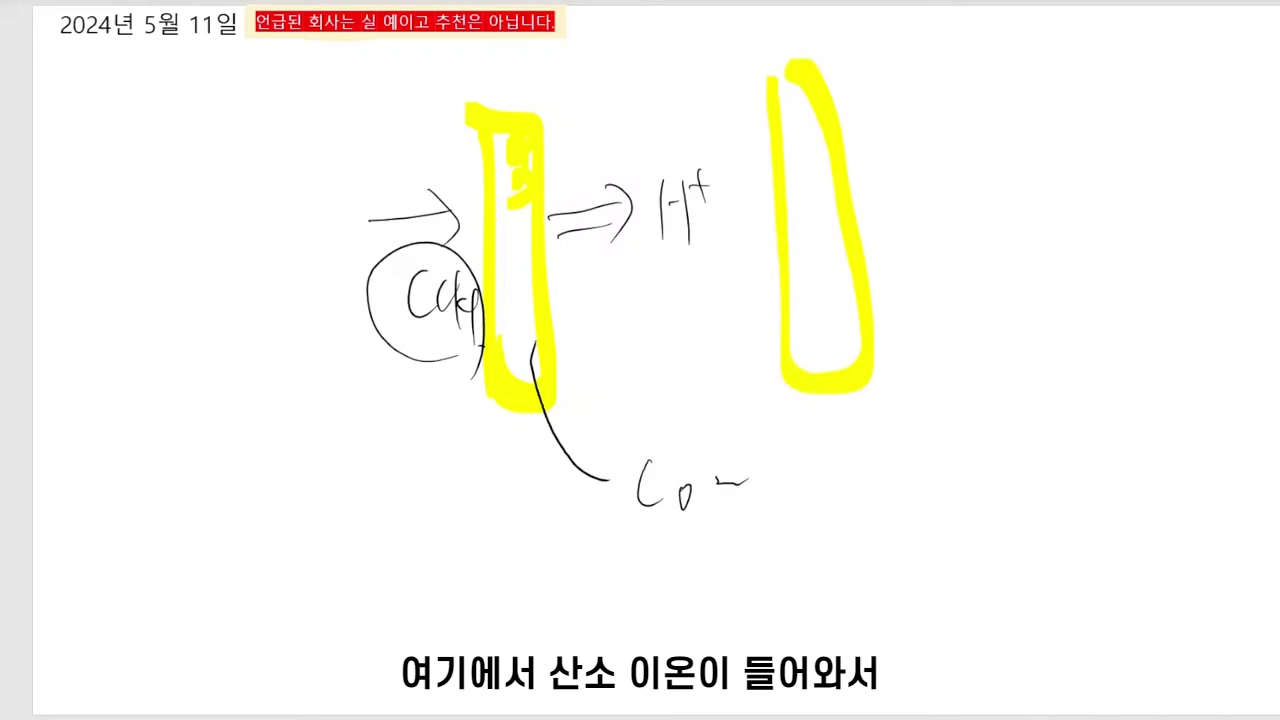 2024년 5월 11일 언급된 회사는 실 예이고 추천은 아닙니다.
H+
여기에서 산소 이온이 들어와서